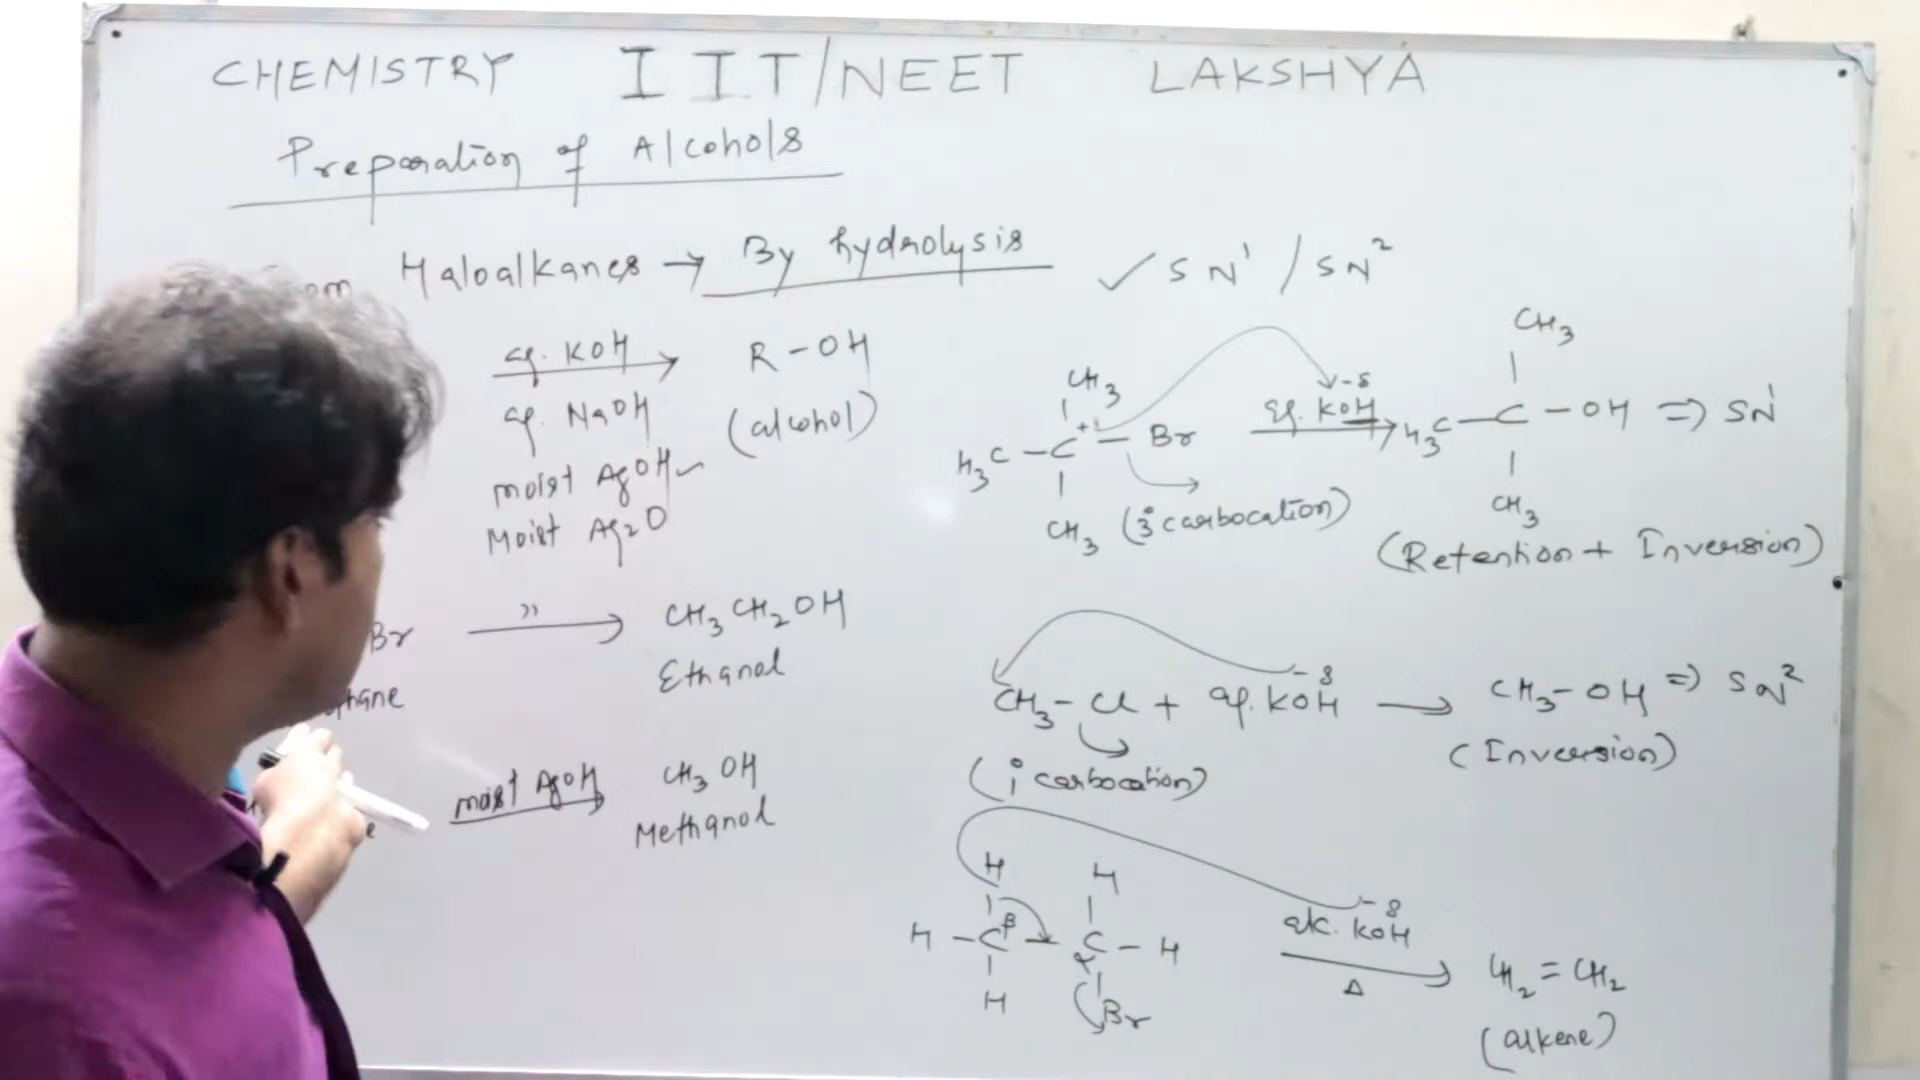 CHEMISTRY IIT/NEET LAKSHYA
Preparation of Alcohols
Haloalkanes → By hydrolysis ✓ SN¹ / SN²
aq. KOH → R-OH
aq. NaOH (alcohol)
moist AgOH
Moist Ag₂O
Br ” → CH₃CH₂OH
Ethanol
moist AgOH → CH₃OH
Methanol
CH₃
CH₃
H₃C - C⁺ - Br aq. KOH → H₃C - C - OH ⇒ SN¹
CH₃ (3° carbocation) CH₃
(Retention + Inversion)
CH₃-Cl + aq. KOH → CH₃-OH ⇒ SN²
(1° carbocation) (Inversion)
H H
H - C β - C - H alc. KOH → CH₂ = CH₂
α Δ
H Br (alkene)